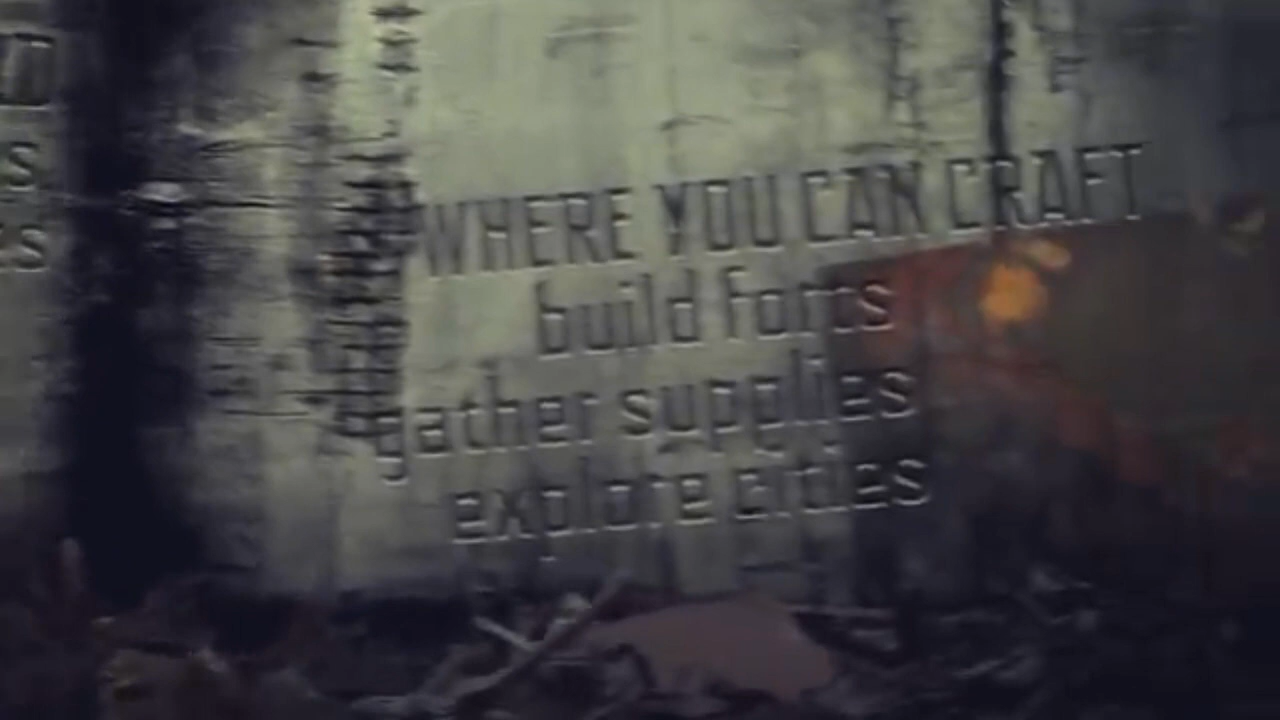 WHERE YOU CAN CRAFT
build forts
gather supplies
explore cities